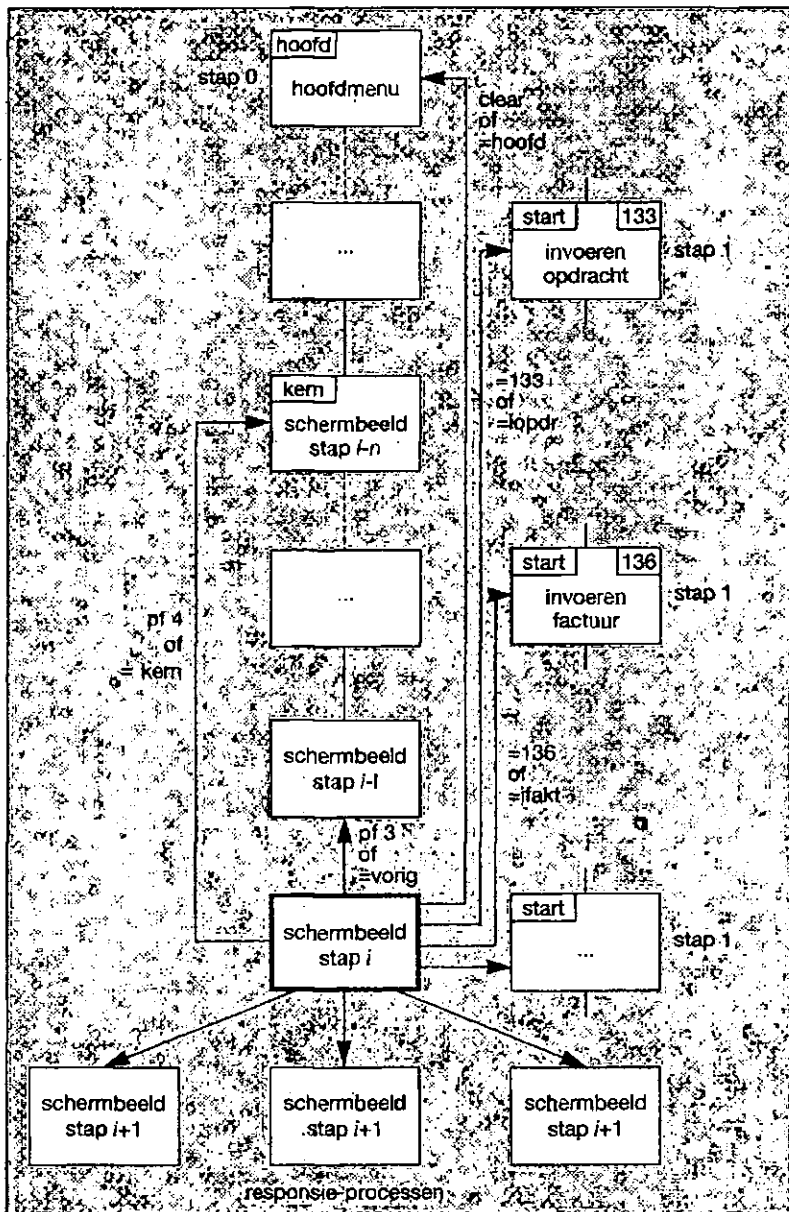 hoofd
stap 0
hoofdmenu
clear
of
=hoofd
...
start
133
invoeren
opdracht
stap 1
=133
of
=iopdr
kern
schermbeeld
stap i-n
...
start
136
invoeren
factuur
stap 1
pf 4
of
= kern
schermbeeld
stap i-l
=136
of
=ifakt
pf 3
of
=vorig
schermbeeld
stap i
start
...
stap 1
schermbeeld
stap i+1
schermbeeld
stap i+1
schermbeeld
stap i+1
responsie-processen